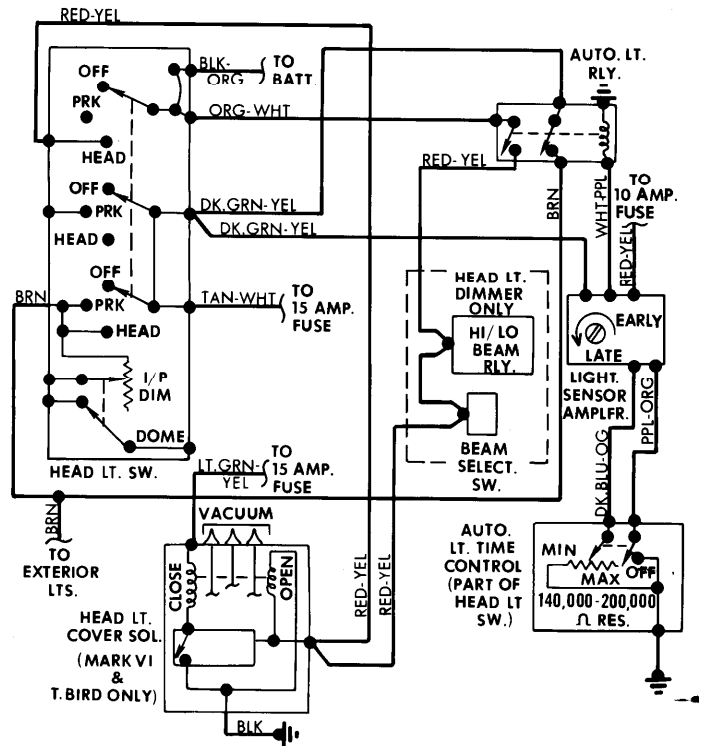 RED-YEL
BLK-
ORG
TO
BATT.
AUTO. LT.
RLY.
OFF
PRK
ORG-WHT
HEAD
RED-YEL
OFF
PRK
DK.GRN-YEL
BRN
WHT-PPL
TO
10 AMP.
FUSE
HEAD
DK.GRN-YEL
RED-YEL
OFF
BRN
PRK
TAN-WHT
TO
15 AMP.
FUSE
HEAD LT.
DIMMER
ONLY
HEAD
HI/LO
BEAM
RLY.
EARLY
LATE
I/P
DIM
LIGHT.
SENSOR
AMPLFR.
DOME
BEAM
SELECT.
SW.
HEAD LT. SW.
LT.GRN-
YEL
TO
15 AMP.
FUSE
DK.BLU-OG
PPL-ORG
BRN
VACUUM
TO
EXTERIOR
LTS.
CLOSE
OPEN
RED-YEL
RED-YEL
AUTO.
LT. TIME
CONTROL
(PART OF
HEAD LT
SW.)
MIN
MAX
OFF
140,000-200,000
Ω RES.
HEAD LT.
COVER SOL.
(MARK VI
&
T.BIRD ONLY)
BLK